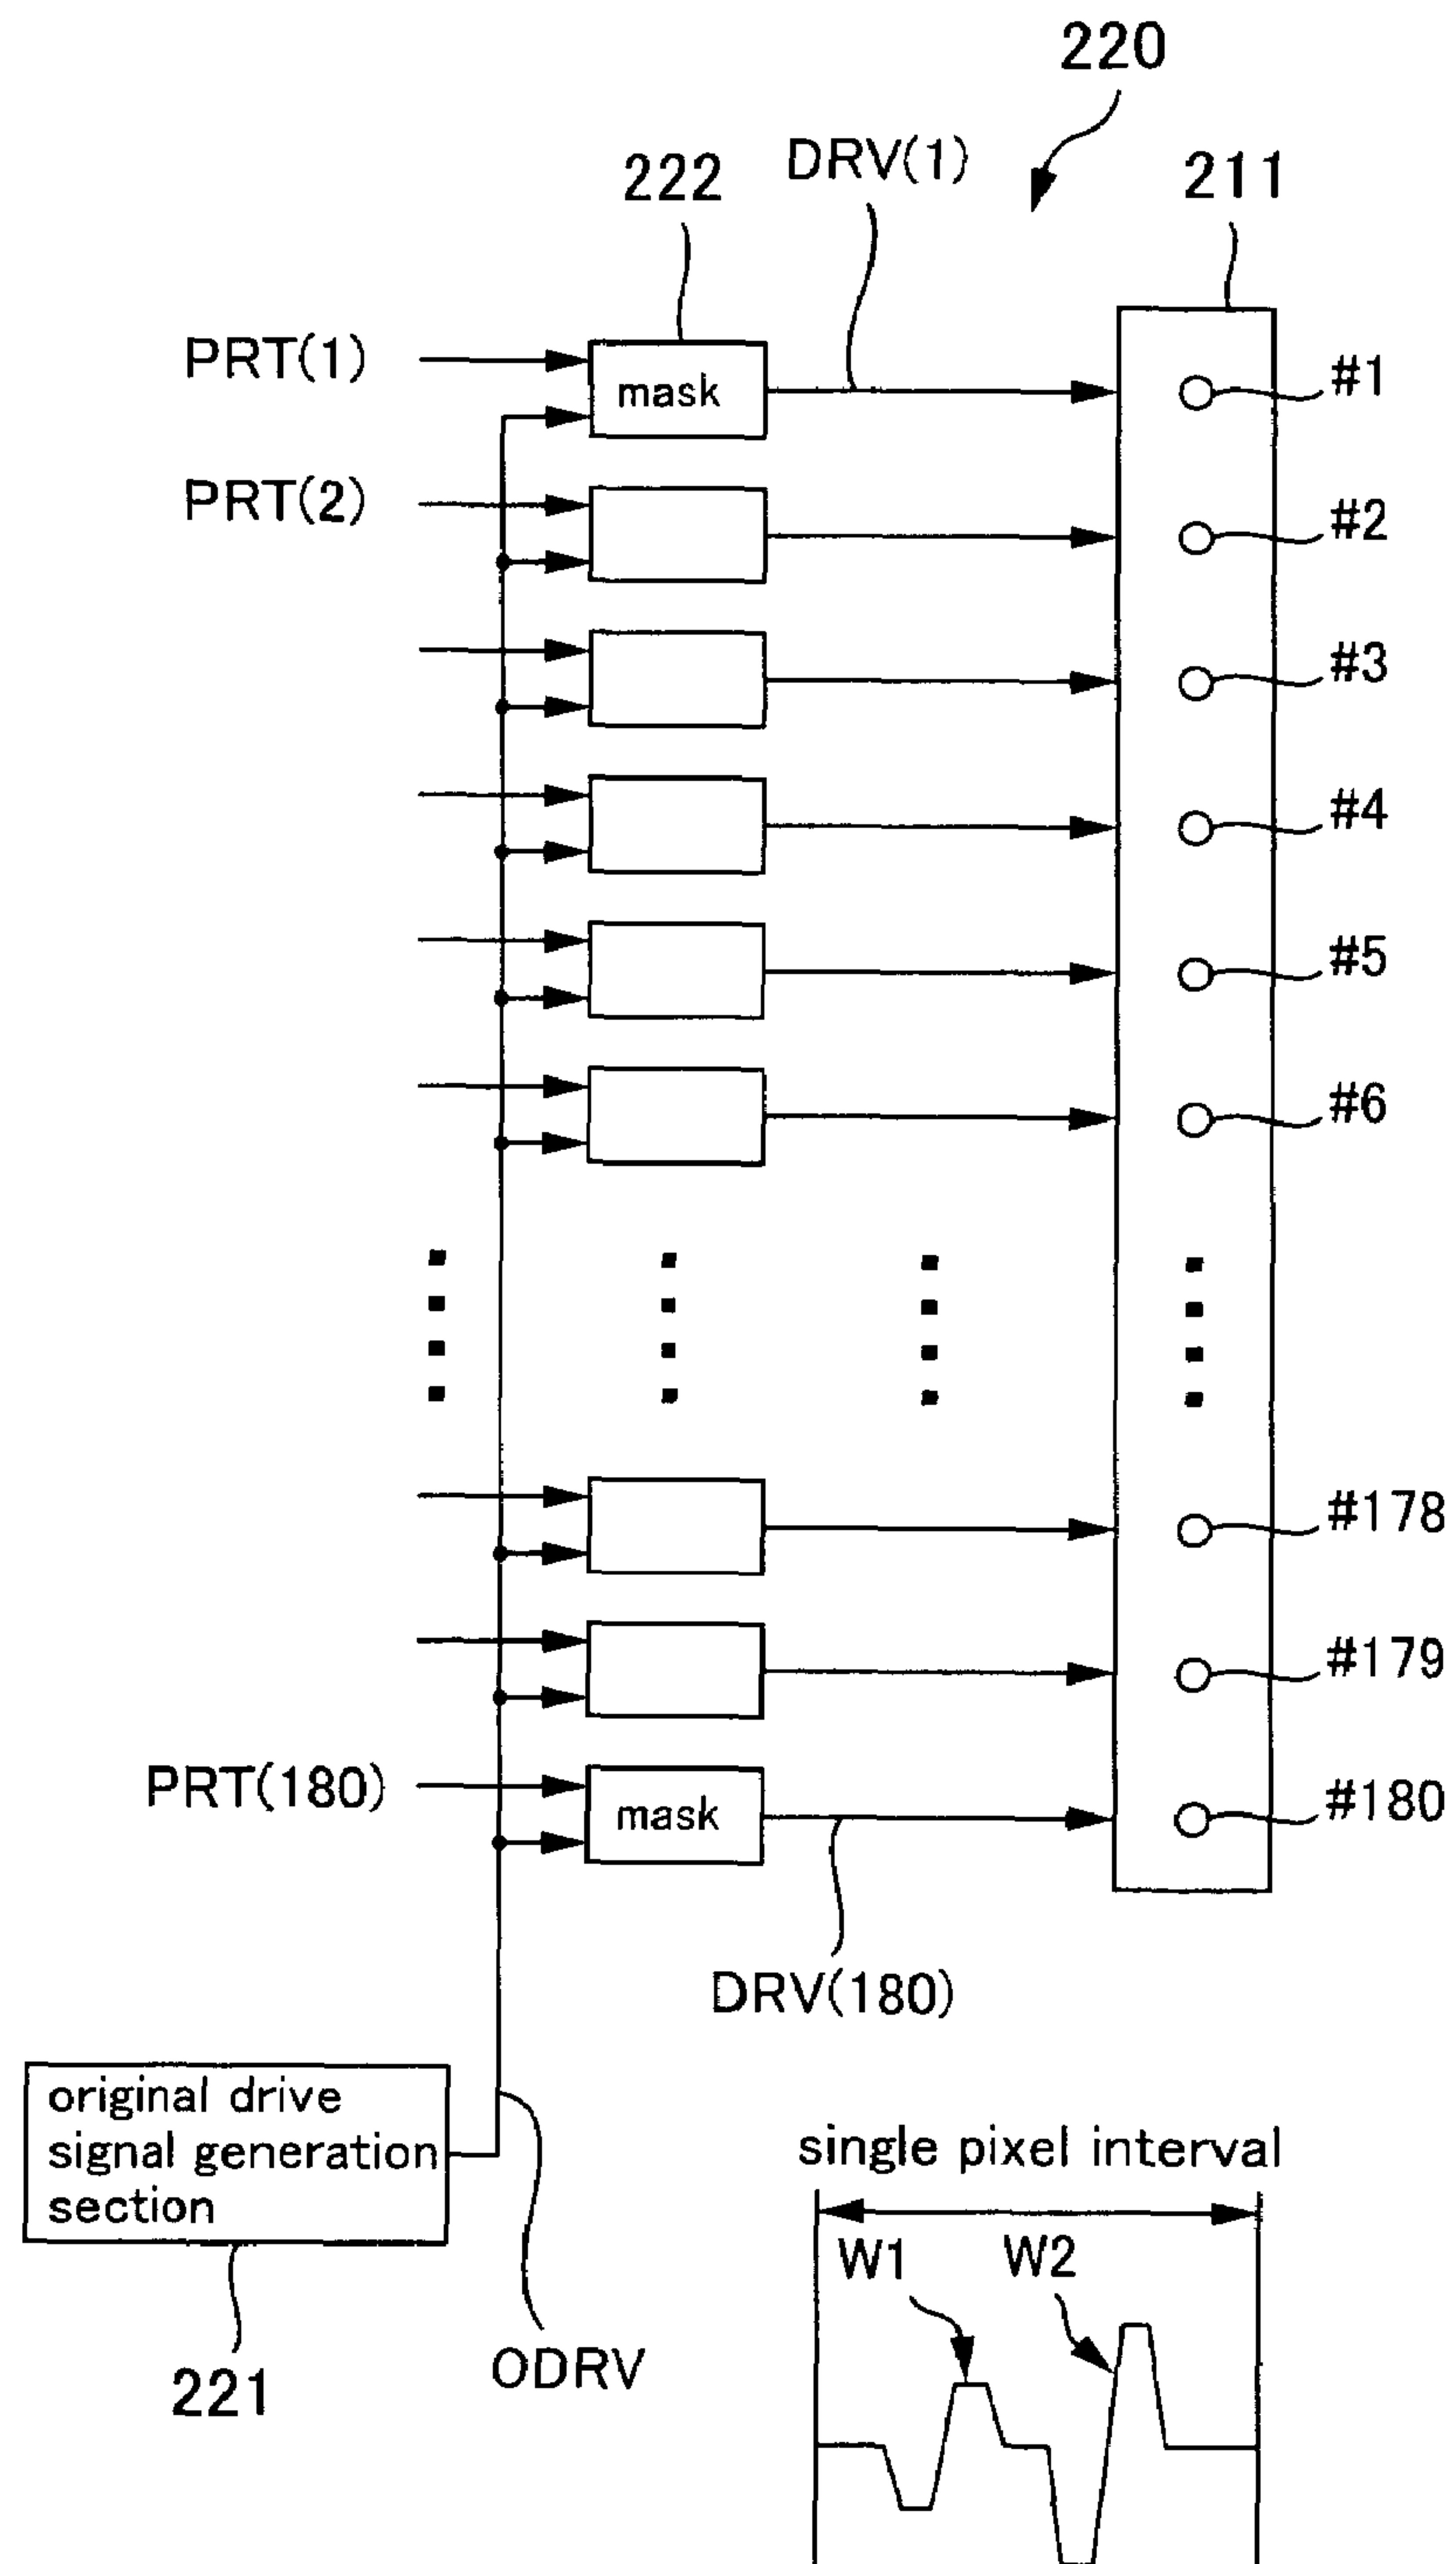 220
222
DRV(1)
211
PRT(1)
mask
#1
PRT(2)
#2
#3
#4
#5
#6
#178
#179
PRT(180)
mask
#180
DRV(180)
original drive
signal generation
section
221
ODRV
single pixel interval
W1
W2